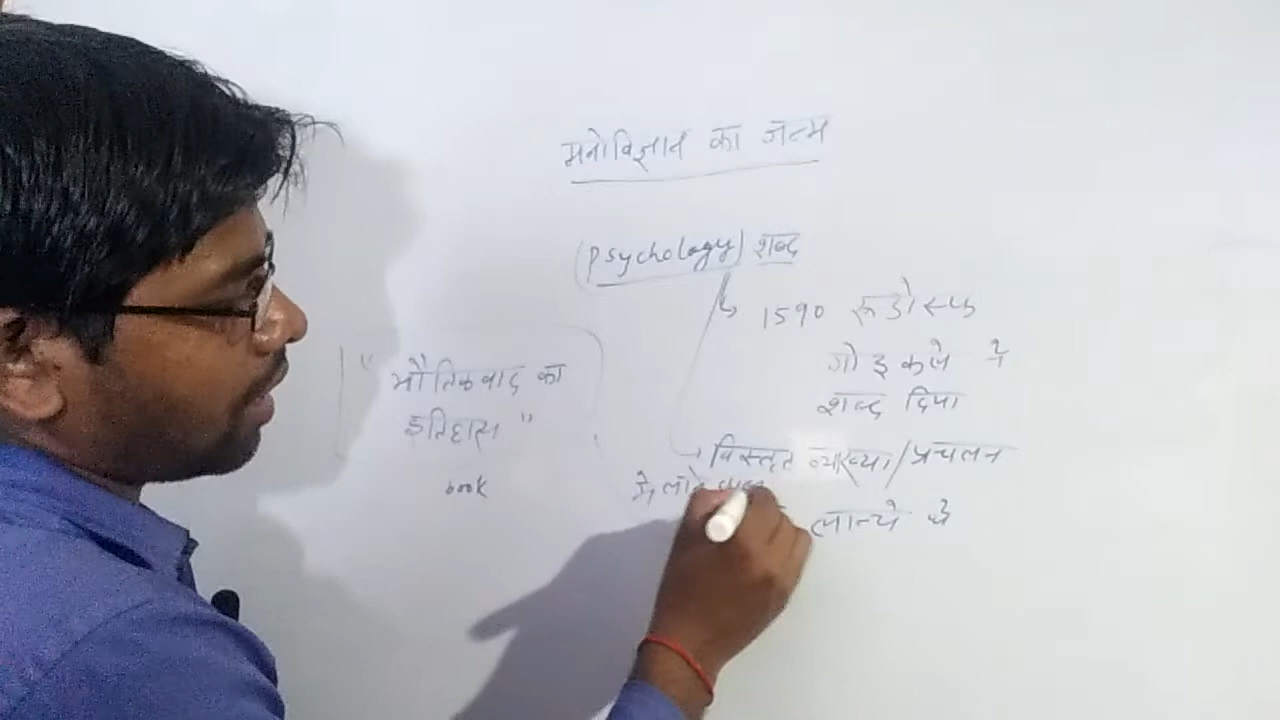 मनोविज्ञान का जन्म
(Psychology) शब्द
1590 रूडोल्फ
गोइकले ने
शब्द दिया
"भौतिकवाद का
इतिहास"
book
विस्तृत व्याख्या/प्रचलन
में लाने
लान्गे थे